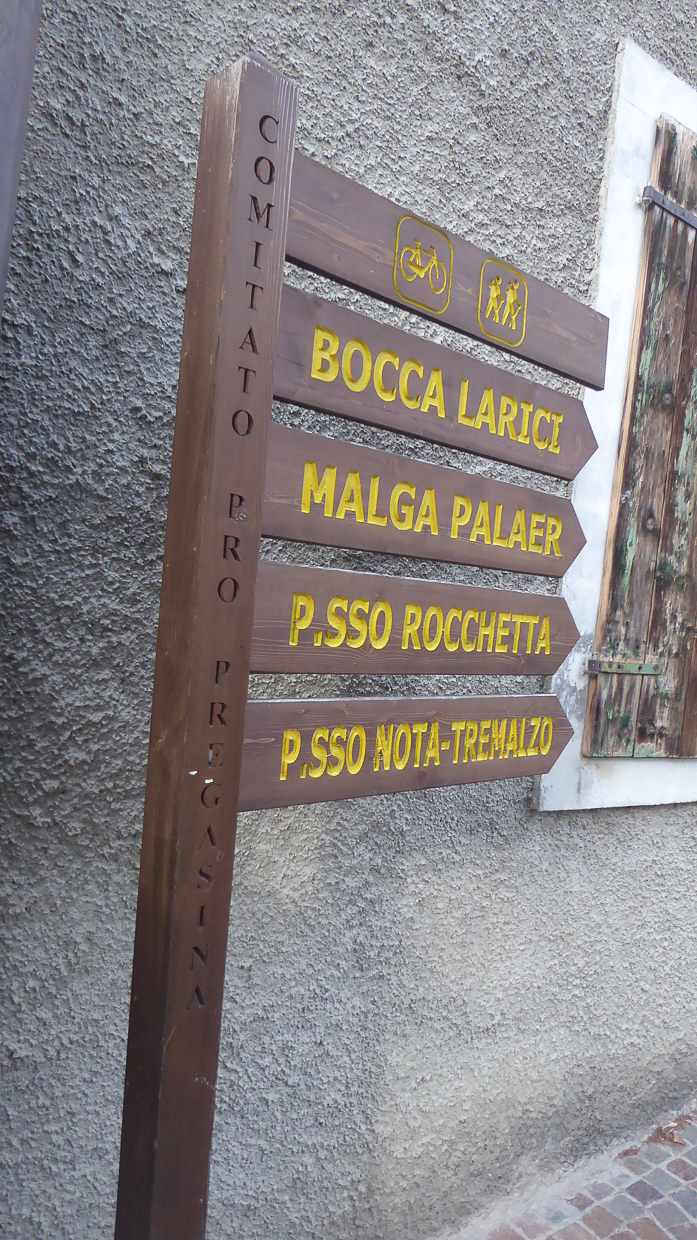 COMITATO PRO PREGASINA
BOCCA LARICI
MALGA PALAER
P.SSO ROCCHETTA
P.SSO NOTA-TREMALZO